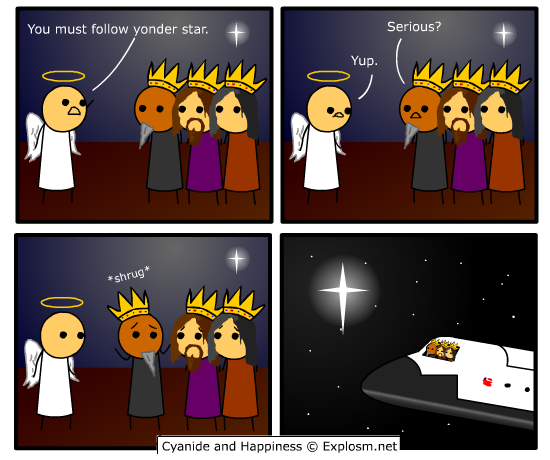 You must follow yonder star.
Serious?
Yup.
*shrug*
Cyanide and Happiness © Explosm.net